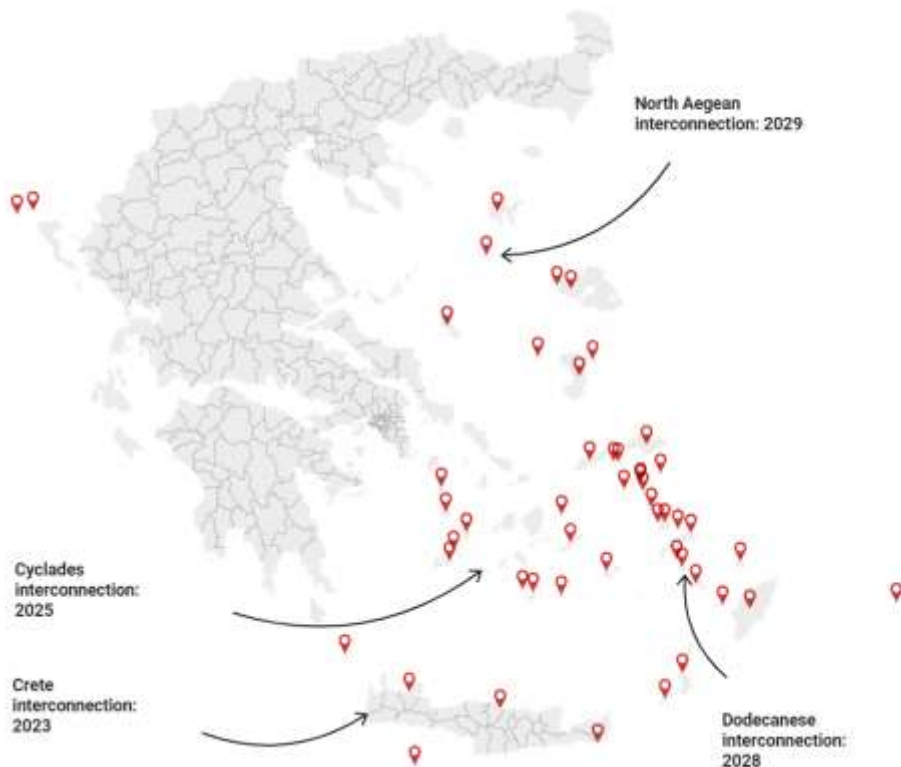 North Aegean
interconnection: 2029
Cyclades
interconnection:
2025
Crete
interconnection:
2023
Dodecanese
interconnection:
2028